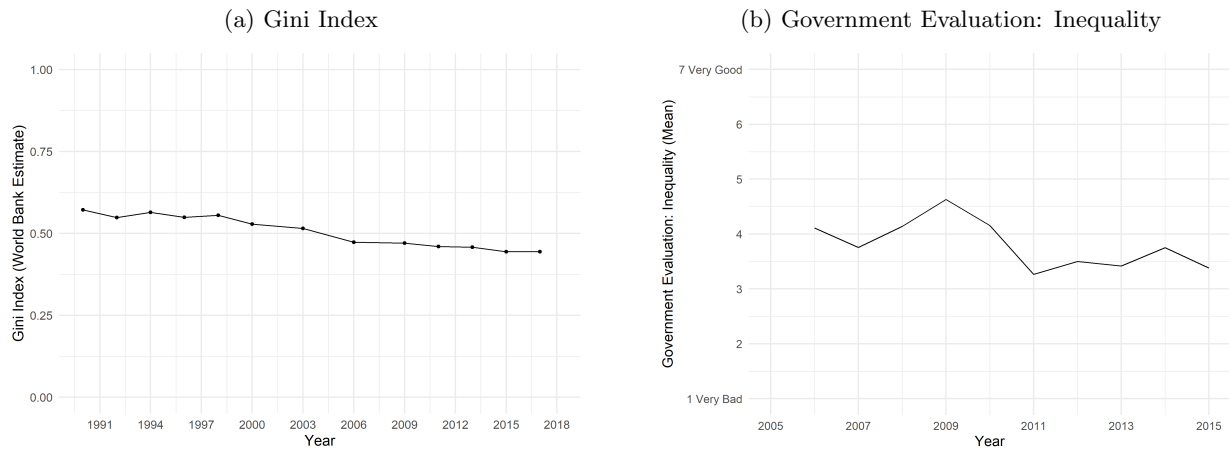 (a) Gini Index
Gini Index (World Bank Estimate)
1.00
0.75
0.50
0.25
0.00
1991 1994 1997 2000 2003 2006 2009 2012 2015 2018
Year
(b) Government Evaluation: Inequality
Government Evaluation: Inequality (Mean)
7 Very Good
6
5
4
3
2
1 Very Bad
2005 2007 2009 2011 2013 2015
Year